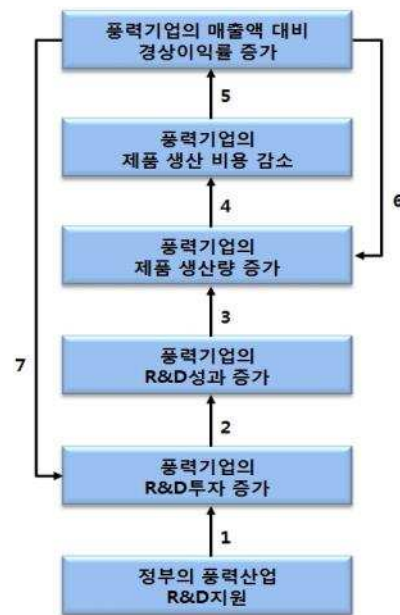 풍력기업의 매출액 대비
경상이익률 증가
5
풍력기업의
제품 생산 비용 감소
6
4
풍력기업의
제품 생산량 증가
3
7
풍력기업의
R&D성과 증가
2
풍력기업의
R&D투자 증가
1
정부의 풍력산업
R&D지원